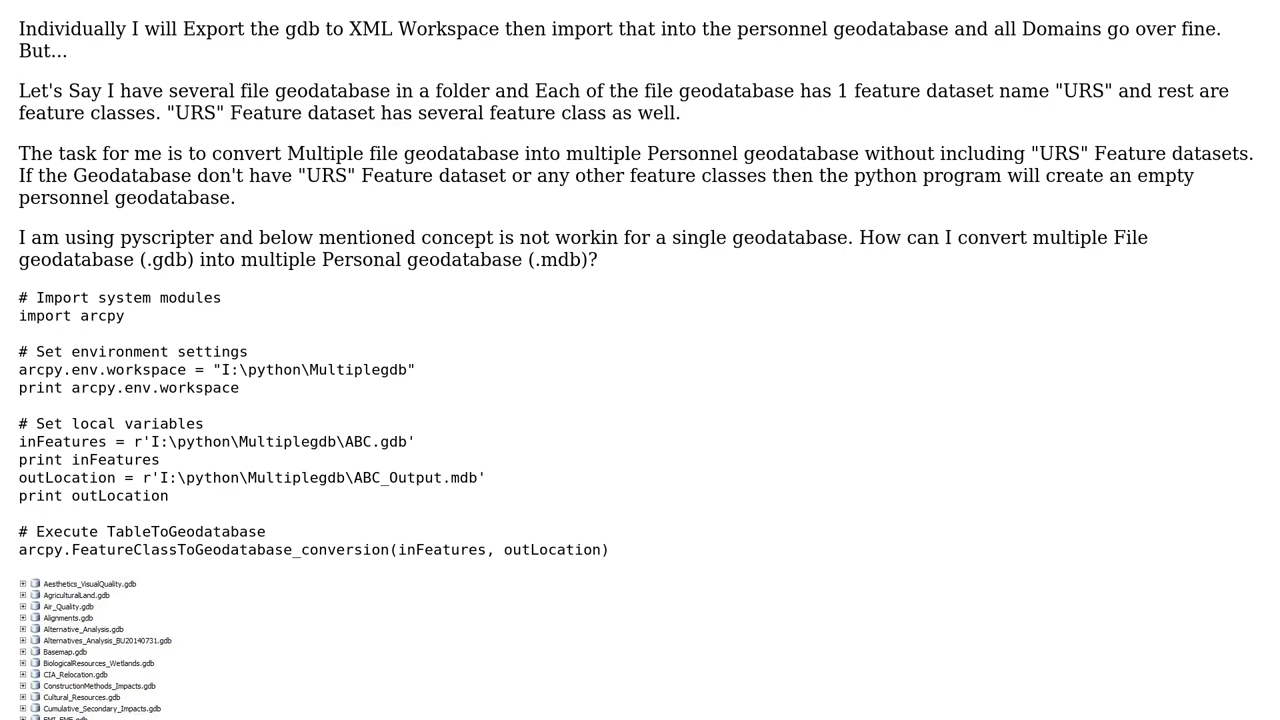 Individually I will Export the gdb to XML Workspace then import that into the personnel geodatabase and all Domains go over fine.
But...
Let's Say I have several file geodatabase in a folder and Each of the file geodatabase has 1 feature dataset name "URS" and rest are
feature classes. "URS" Feature dataset has several feature class as well.
The task for me is to convert Multiple file geodatabase into multiple Personnel geodatabase without including "URS" Feature datasets.
If the Geodatabase don't have "URS" Feature dataset or any other feature classes then the python program will create an empty
personnel geodatabase.
I am using pyscripter and below mentioned concept is not workin for a single geodatabase. How can I convert multiple File
geodatabase (.gdb) into multiple Personal geodatabase (.mdb)?
# Import system modules
import arcpy
# Set environment settings
arcpy.env.workspace = "I:\python\Multiplegdb"
print arcpy.env.workspace
# Set local variables
inFeatures = r'I:\python\Multiplegdb\ABC.gdb'
print inFeatures
outLocation = r'I:\python\Multiplegdb\ABC_Output.mdb'
print outLocation
# Execute TableToGeodatabase
arcpy.FeatureClassToGeodatabase_conversion(inFeatures, outLocation)
Aesthetics_VisualQuality.gdb
AgriculturalLand.gdb
Air_Quality.gdb
Alignments.gdb
Alternative_Analysis.gdb
Alternatives_Analysis_BU20140731.gdb
Basemap.gdb
BiologicalResources_Wetlands.gdb
CIA_Relocation.gdb
ConstructionMethods_Impacts.gdb
Cultural_Resources.gdb
Cumulative_Secondary_Impacts.gdb